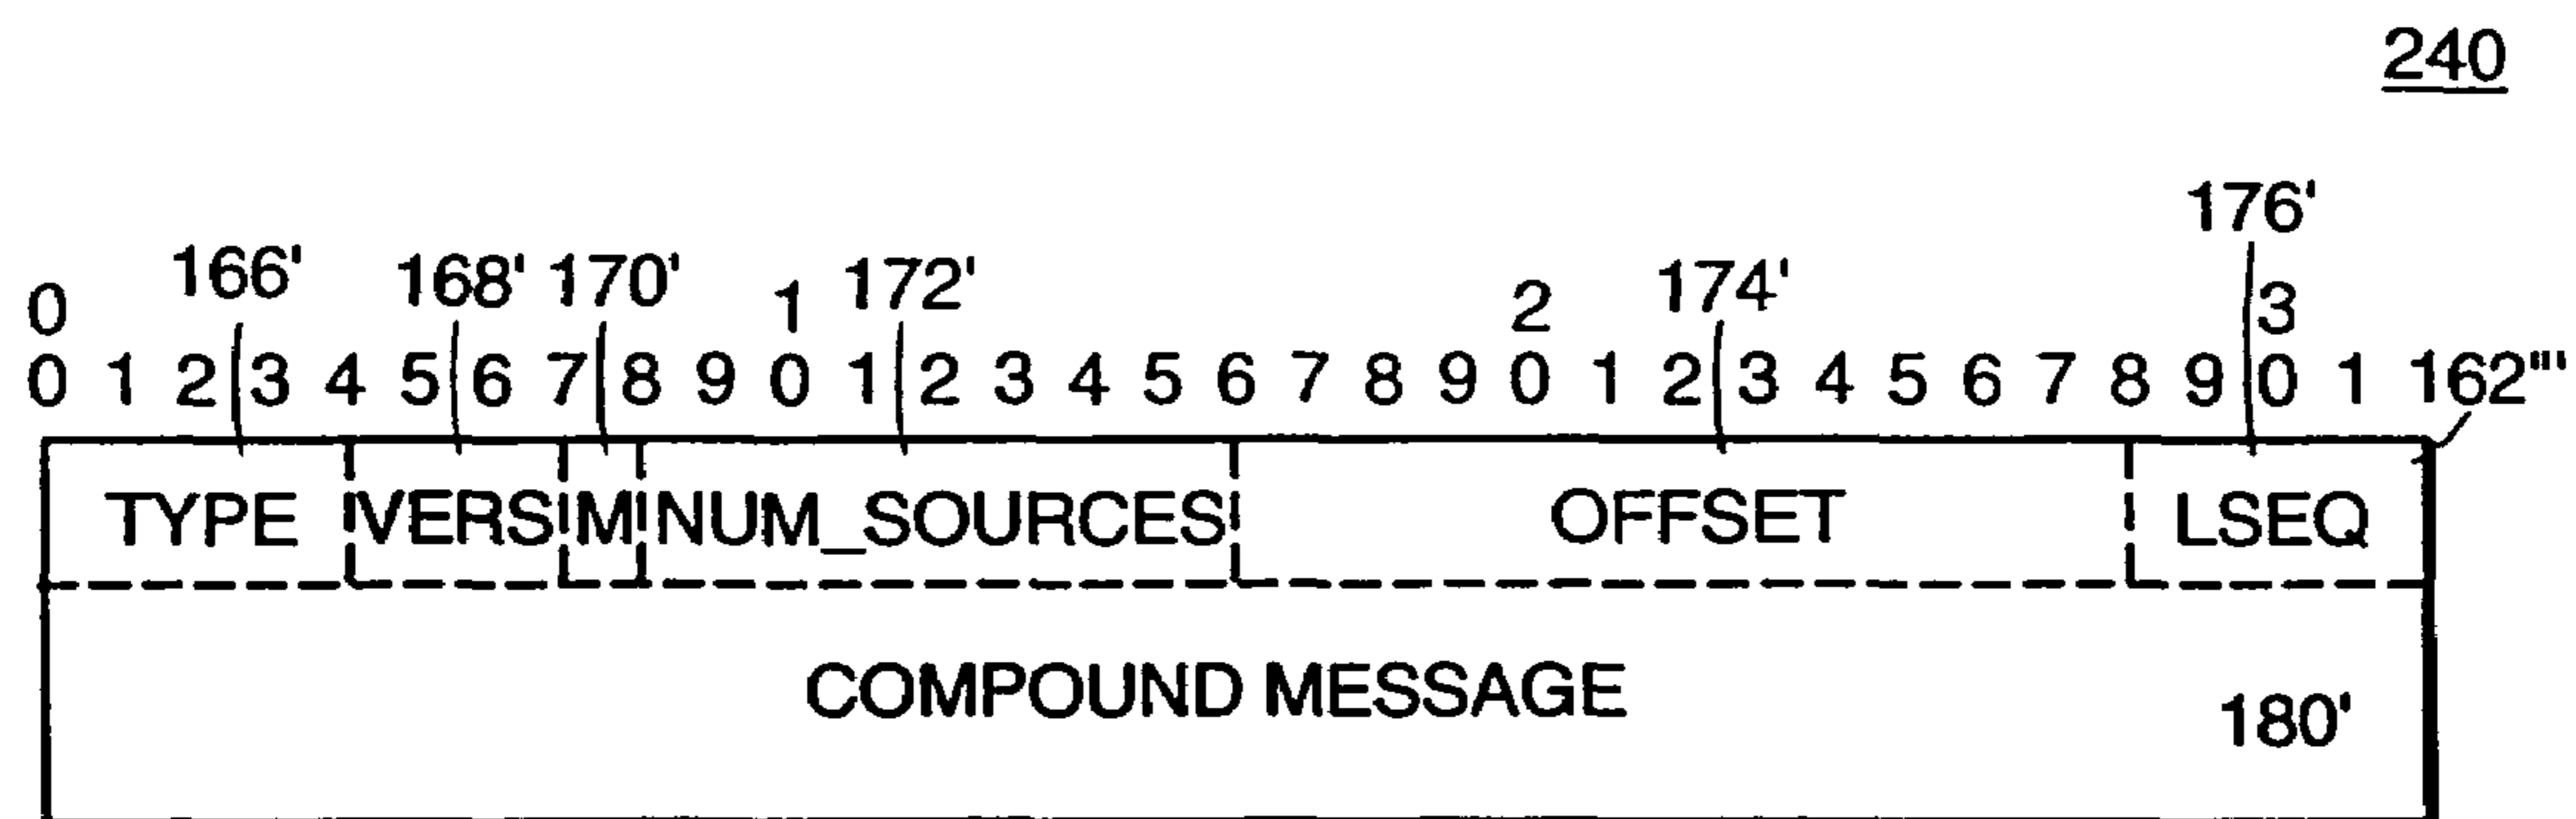 240
176'
166' 168' 170' 172' 174'
0 1 2 3
0 1 2 3 4 5 6 7 8 9 0 1 2 3 4 5 6 7 8 9 0 1 2 3 4 5 6 7 8 9 0 1 162'''
TYPE VERS M NUM_SOURCES OFFSET LSEQ
COMPOUND MESSAGE
180'